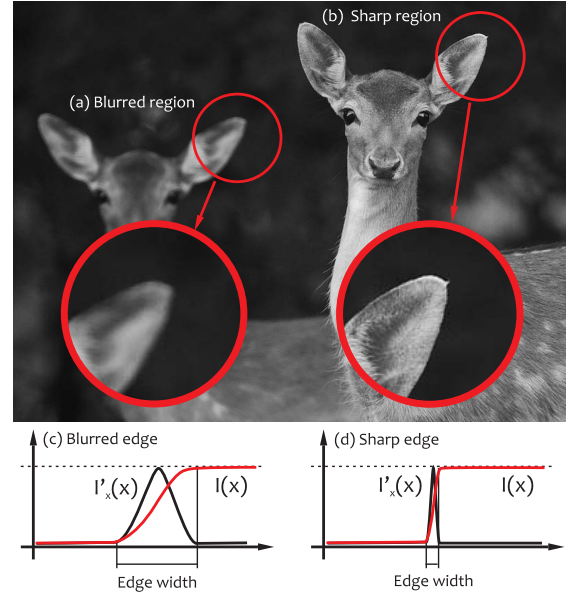 (b) Sharp region
(a) Blurred region
(c) Blurred edge
I'ₓ(x)
I(x)
Edge width
(d) Sharp edge
I'ₓ(x)
I(x)
Edge width